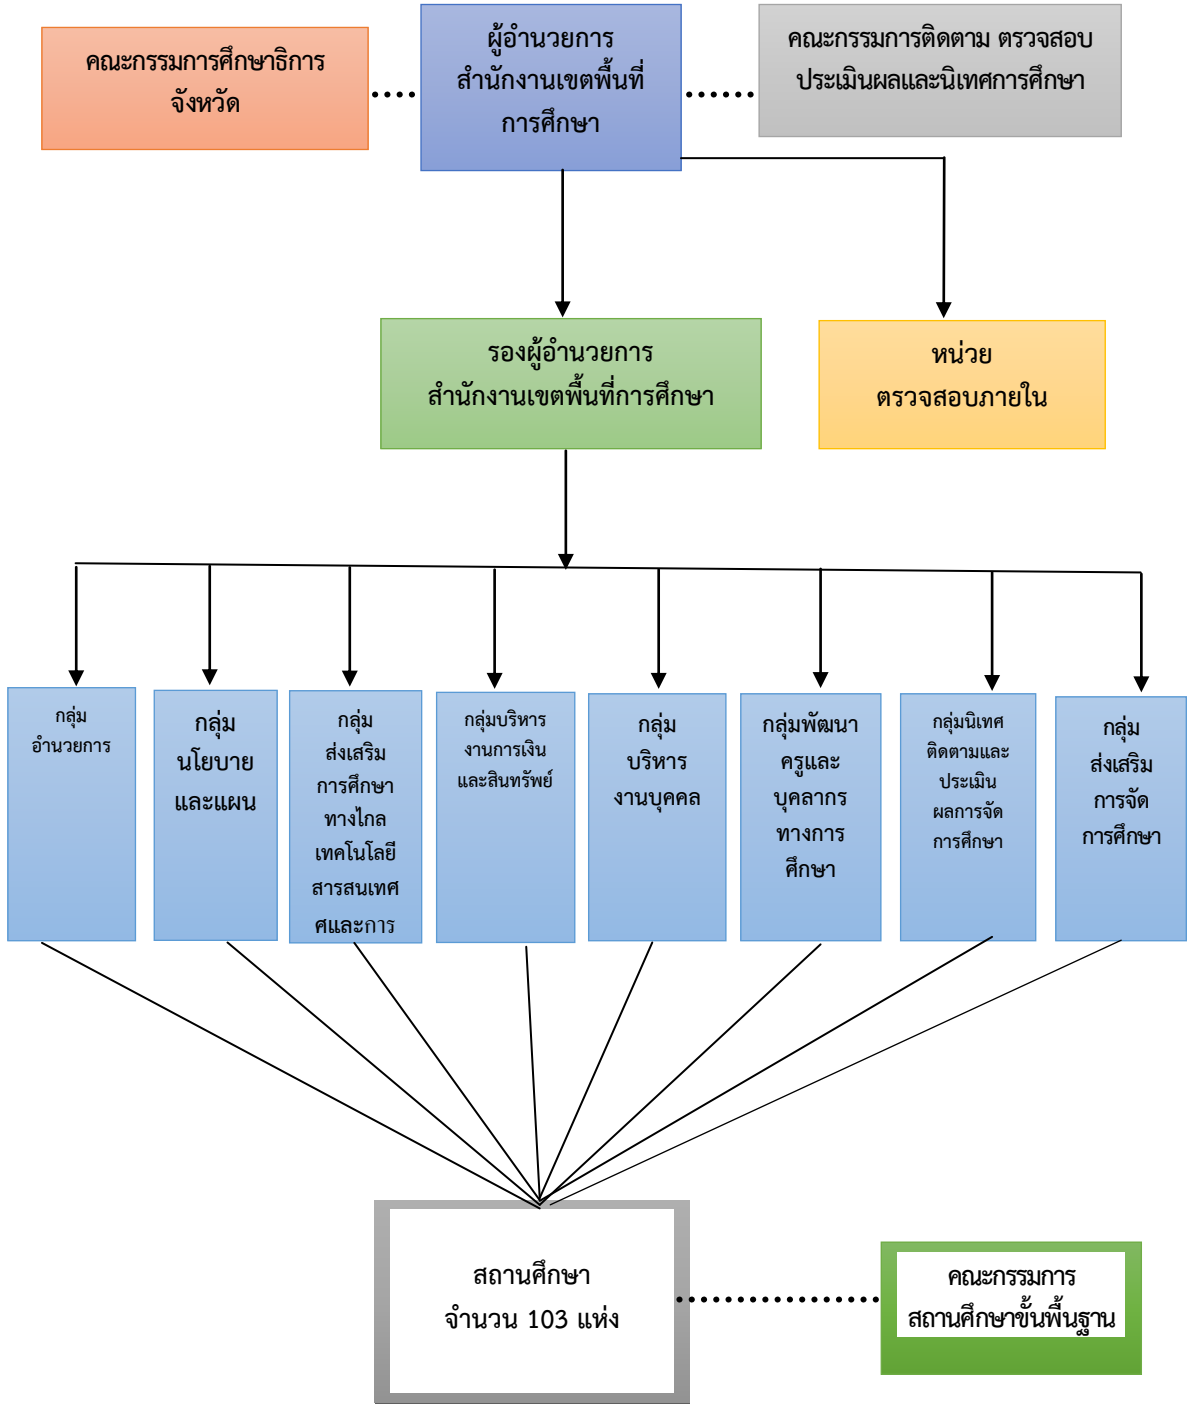 คณะกรรมการศึกษาธิการ
จังหวัด
ผู้อำนวยการ
สำนักงานเขตพื้นที่
การศึกษา
คณะกรรมการติดตาม ตรวจสอบ
ประเมินผลและนิเทศการศึกษา
รองผู้อำนวยการ
สำนักงานเขตพื้นที่การศึกษา
หน่วย
ตรวจสอบภายใน
กลุ่ม
อำนวยการ
กลุ่ม
นโยบาย
และแผน
กลุ่ม
ส่งเสริม
การศึกษา
ทางไกล
เทคโนโลยี
สารสนเทศ
ศและการ
กลุ่มบริหาร
งานการเงิน
และสินทรัพย์
กลุ่ม
บริหาร
งานบุคคล
กลุ่มพัฒนา
ครูและ
บุคลากร
ทางการ
ศึกษา
กลุ่มนิเทศ
ติดตามและ
ประเมิน
ผลการจัด
การศึกษา
กลุ่ม
ส่งเสริม
การจัด
การศึกษา
สถานศึกษา
จำนวน 103 แห่ง
คณะกรรมการ
สถานศึกษาขั้นพื้นฐาน